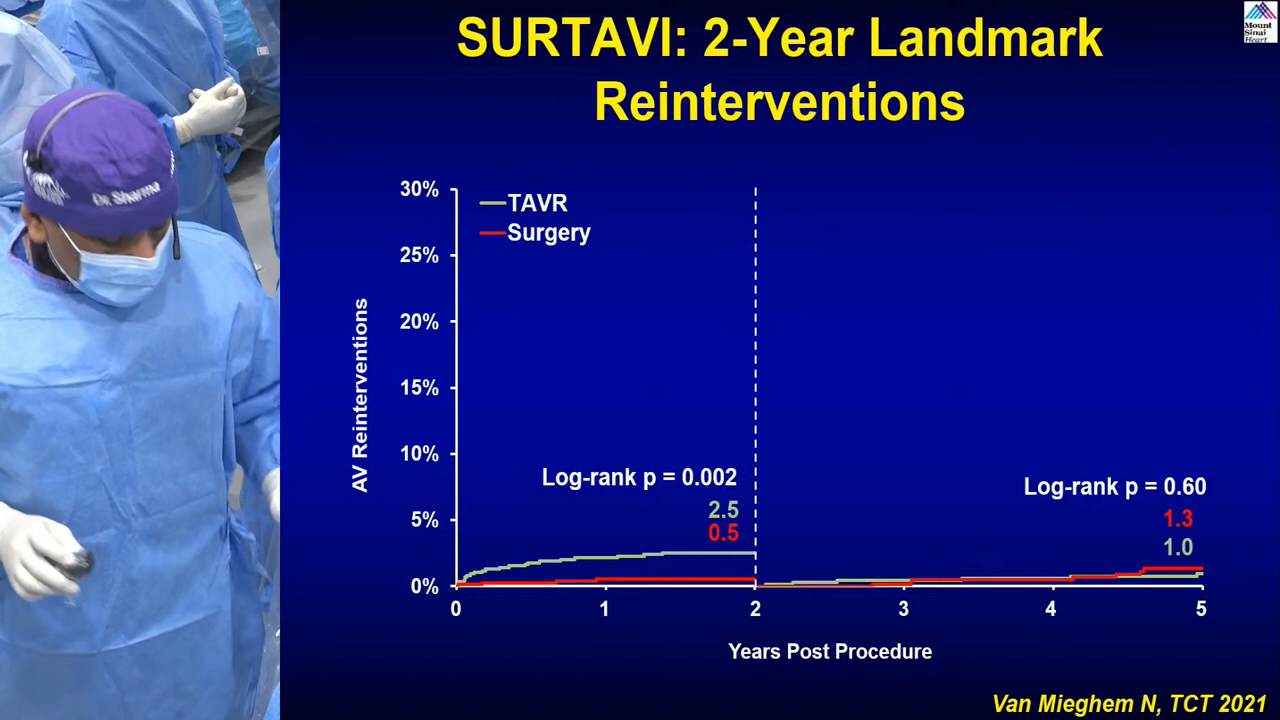 SURTAVI: 2-Year Landmark
Reinterventions
Mount
Sinai
Heart
Dr. Sharma
30%
25%
20%
15%
10%
5%
0%
AV Reinterventions
TAVR
Surgery
Log-rank p = 0.002
2.5
0.5
Log-rank p = 0.60
1.3
1.0
0
1
2
3
4
5
Years Post Procedure
Van Mieghem N, TCT 2021